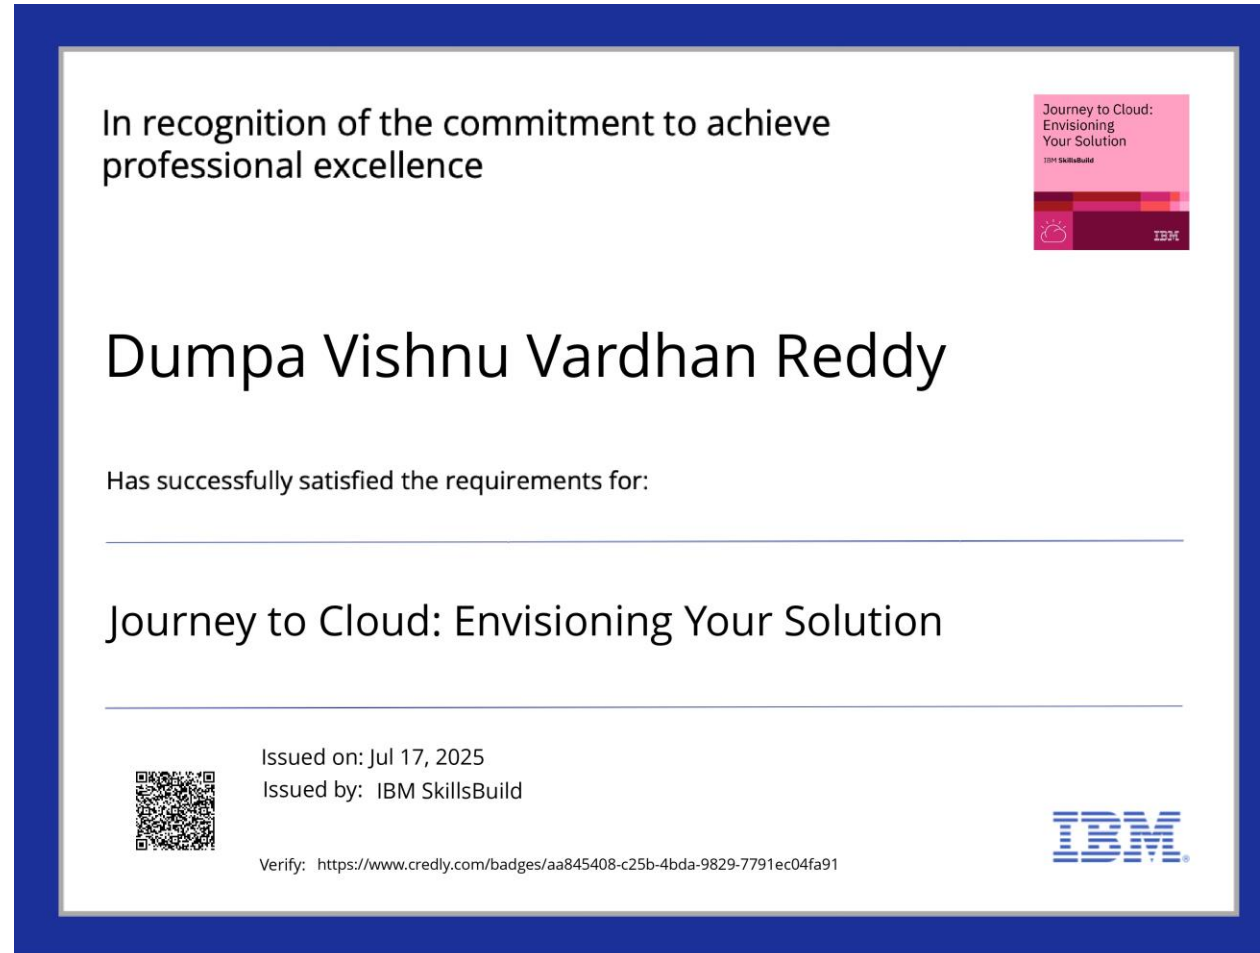 In recognition of the commitment to achieve
professional excellence
Journey to Cloud:
Envisioning
Your Solution
IBM SkillsBuild
IBM
Dumpa Vishnu Vardhan Reddy
Has successfully satisfied the requirements for:
Journey to Cloud: Envisioning Your Solution
Issued on: Jul 17, 2025
Issued by: IBM SkillsBuild
Verify: https://www.credly.com/badges/aa845408-c25b-4bda-9829-7791ec04fa91
IBM®